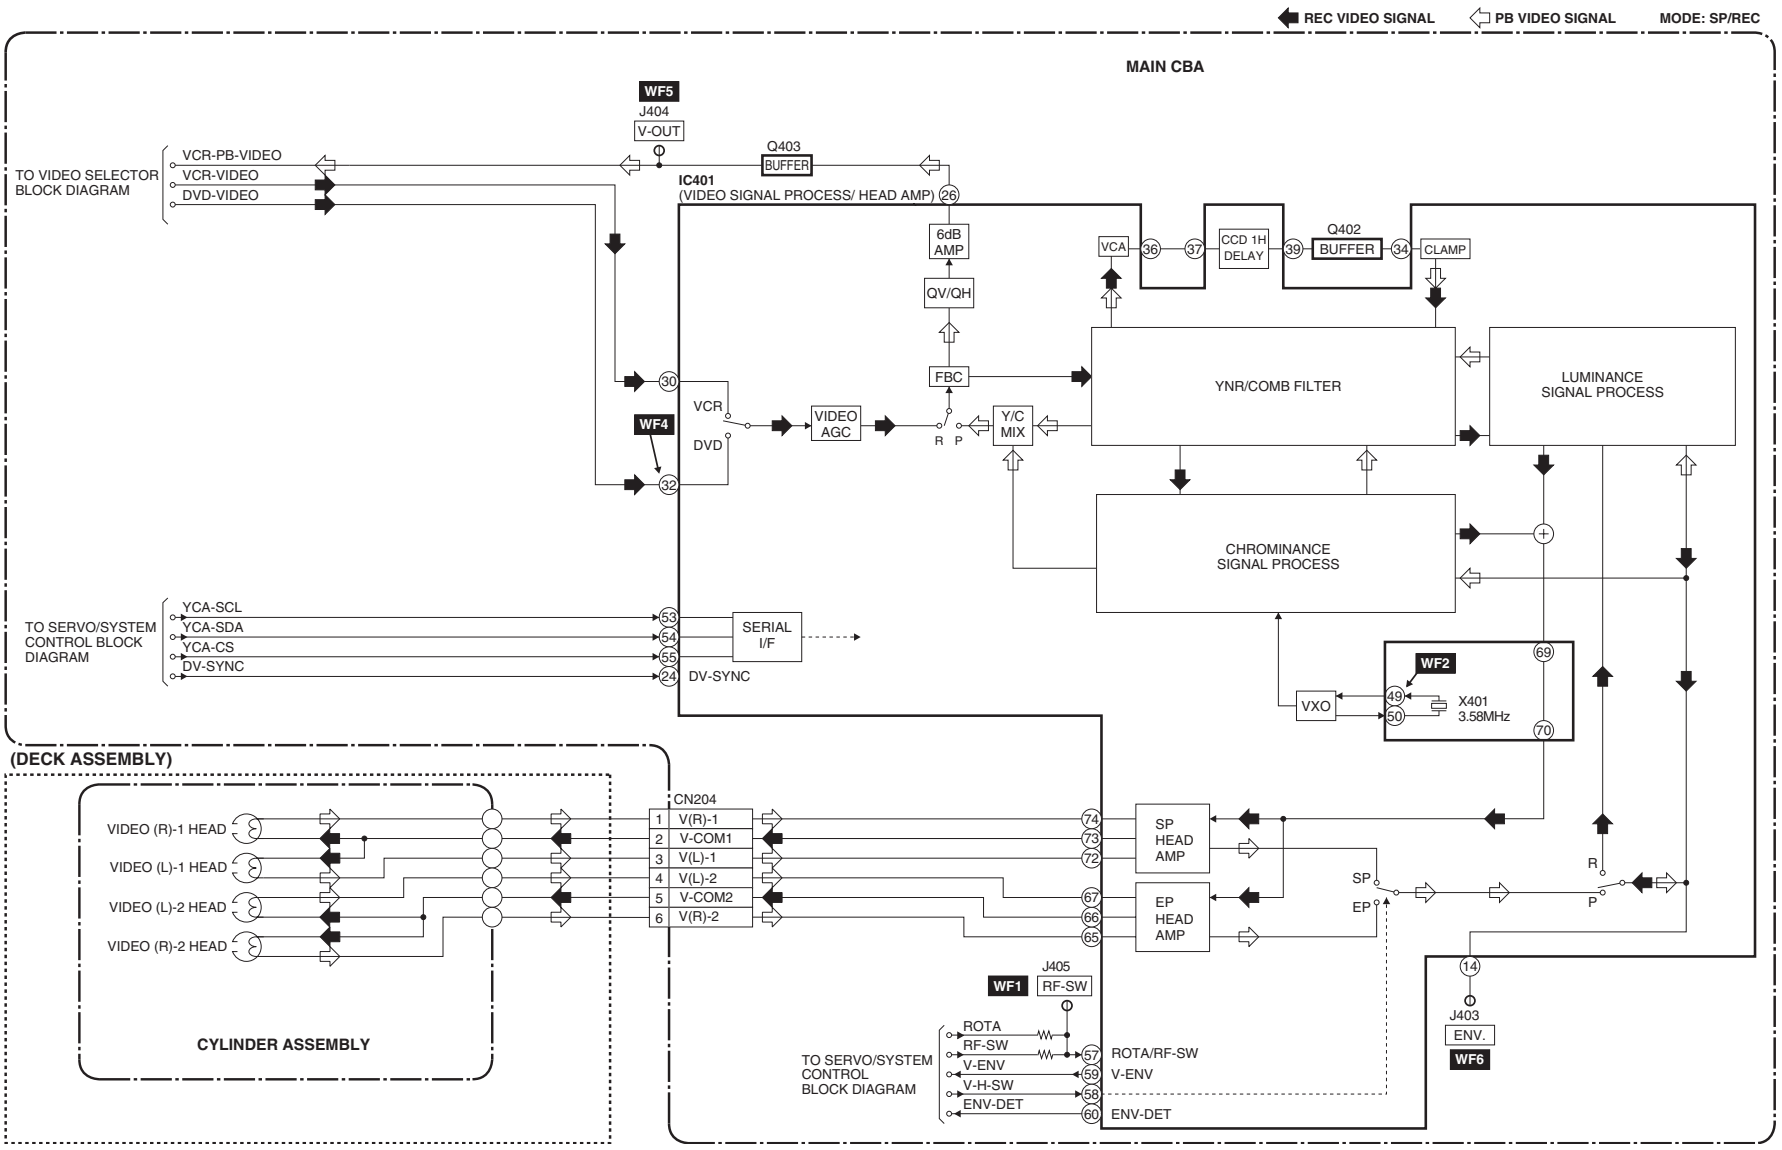 REC VIDEO SIGNAL
PB VIDEO SIGNAL
MODE: SP/REC
MAIN CBA
WF5
J404
V-OUT
TO VIDEO SELECTOR
BLOCK DIAGRAM
VCR-PB-VIDEO
VCR-VIDEO
DVD-VIDEO
Q403
BUFFER
IC401
(VIDEO SIGNAL PROCESS/ HEAD AMP)
26
6dB
AMP
QV/QH
FBC
VCA
36
37
CCD 1H
DELAY
39
Q402
BUFFER
34
CLAMP
30
VCR
WF4
DVD
32
VIDEO
AGC
R
P
Y/C
MIX
YNR/COMB FILTER
LUMINANCE
SIGNAL PROCESS
CHROMINANCE
SIGNAL PROCESS
+
TO SERVO/SYSTEM
CONTROL BLOCK
DIAGRAM
YCA-SCL
YCA-SDA
YCA-CS
DV-SYNC
53
54
55
24
SERIAL
I/F
DV-SYNC
VXO
WF2
49
50
X401
3.58MHz
69
70
(DECK ASSEMBLY)
VIDEO (R)-1 HEAD
VIDEO (L)-1 HEAD
VIDEO (L)-2 HEAD
VIDEO (R)-2 HEAD
CYLINDER ASSEMBLY
CN204
1 V(R)-1
2 V-COM1
3 V(L)-1
4 V(L)-2
5 V-COM2
6 V(R)-2
74
73
72
67
66
65
SP
HEAD
AMP
EP
HEAD
AMP
SP
EP
R
P
14
J403
ENV.
WF6
WF1
J405
RF-SW
TO SERVO/SYSTEM
CONTROL
BLOCK DIAGRAM
ROTA
RF-SW
V-ENV
V-H-SW
ENV-DET
57 ROTA/RF-SW
59 V-ENV
58
60 ENV-DET